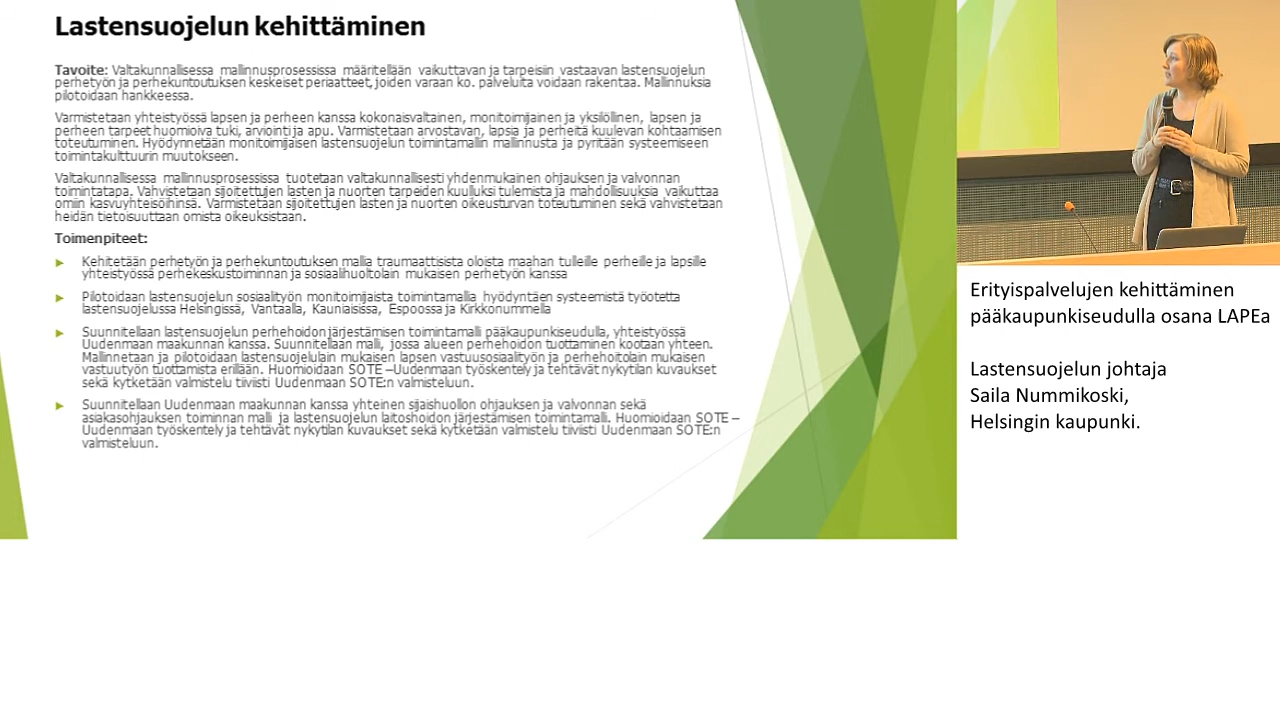 Lastensuojelun kehittäminen
Tavoite: Valtakunnallisessa mallinnusprosessissa määritellään vaikuttavan ja tarpeisiin vastaavan lastensuojelun
perhetyön ja perhekuntoutuksen keskeiset periaatteet, joiden varaan ko. palveluita voidaan rakentaa. Mallinnuksia
pilotoidaan hankkeessa.
Varmistetaan yhteistyössä lapsen ja perheen kanssa kokonaisvaltainen, monitoimijainen ja yksilöllinen, lapsen ja
perheen tarpeet huomioiva tuki, arviointi ja apu. Varmistetaan arvostavan, lapsia ja perheitä kuulevan kohtaamisen
toteutuminen. Hyödynnetään monitoimijaisen lastensuojelun toimintamallin mallinnusta ja pyritään systeemiseen
toimintakulttuurin muutokseen.
Valtakunnallisessa mallinnusprosessissa tuotetaan valtakunnallisesti yhdenmukainen ohjauksen ja valvonnan
toimintatapa. Vahvistetaan sijoitettujen lasten ja nuorten tarpeiden kuulluksi tulemista ja mahdollisuuksia vaikuttaa
omiin kasvuyhteisöihinsä. Varmistetaan sijoitettujen lasten ja nuorten oikeusturvan toteutuminen sekä vahvistetaan
heidän tietoisuuttaan omista oikeuksistaan.
Toimenpiteet:
► Kehitetään perhetyön ja perhekuntoutuksen mallia traumaattisista oloista maahan tulleille perheille ja lapsille
yhteistyössä perhekeskustoiminnan ja sosiaalihuoltolain mukaisen perhetyön kanssa
► Pilotoidaan lastensuojelun sosiaalityön monitoimijaista toimintamallia hyödyntäen systeemistä työotetta
lastensuojelussa Helsingissä, Vantaalla, Kauniaisissa, Espoossa ja Kirkkonummella
► Suunnitellaan lastensuojelun perhehoidon järjestämisen toimintamalli pääkaupunkiseudulla, yhteistyössä
Uudenmaan maakunnan kanssa. Suunnitellaan malli, jossa alueen perhehoidon tuottaminen kootaan yhteen.
Mallinnetaan ja pilotoidaan lastensuojelulain mukaisen lapsen vastuusosiaalityön ja perhehoitolain mukaisen
vastuutyön tuottamista erillään. Huomioidaan SOTE –Uudenmaan työskentely ja tehtävät nykytilan kuvaukset
sekä kytketään valmistelu tiiviisti Uudenmaan SOTE:n valmisteluun.
► Suunnitellaan Uudenmaan maakunnan kanssa yhteinen sijaishuollon ohjauksen ja valvonnan sekä
asiakasohjauksen toiminnan malli ja lastensuojelun laitoshoidon järjestämisen toimintamalli. Huomioidaan SOTE –
Uudenmaan työskentely ja tehtävät nykytilan kuvaukset sekä kytketään valmistelu tiiviisti Uudenmaan SOTE:n
valmisteluun.
Erityispalvelujen kehittäminen
pääkaupunkiseudulla osana LAPEa
Lastensuojelun johtaja
Saila Nummikoski,
Helsingin kaupunki.